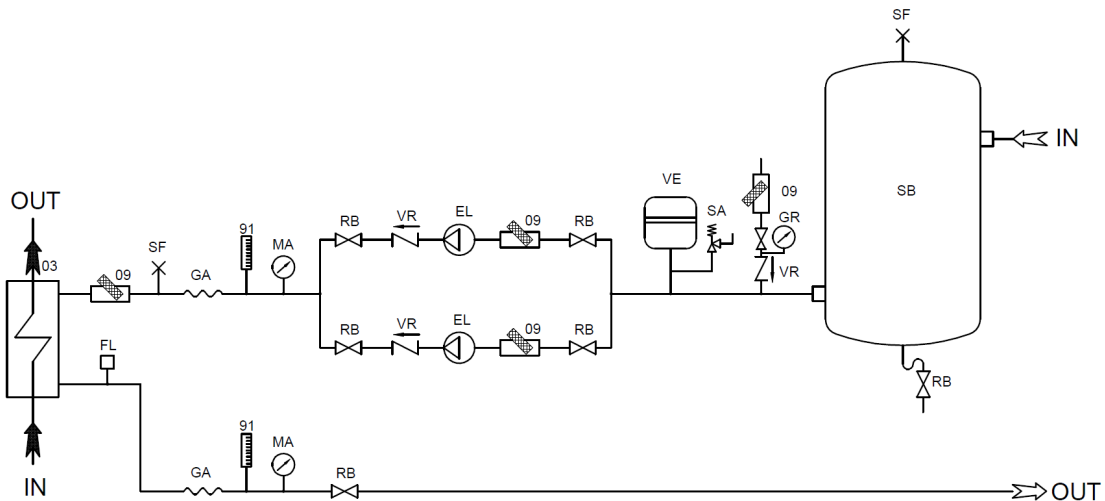 SF
IN
SB
VE
SA
09
GR
VR
OUT
03
09
SF
GA
91
MA
RB
VR
EL
09
RB
RB
VR
EL
09
RB
FL
RB
IN
GA
91
MA
RB
OUT